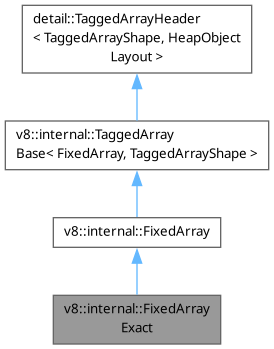 detail::TaggedArrayHeader
< TaggedArrayShape, HeapObject
Layout >
v8::internal::TaggedArray
Base< FixedArray, TaggedArrayShape >
v8::internal::FixedArray
v8::internal::FixedArray
Exact